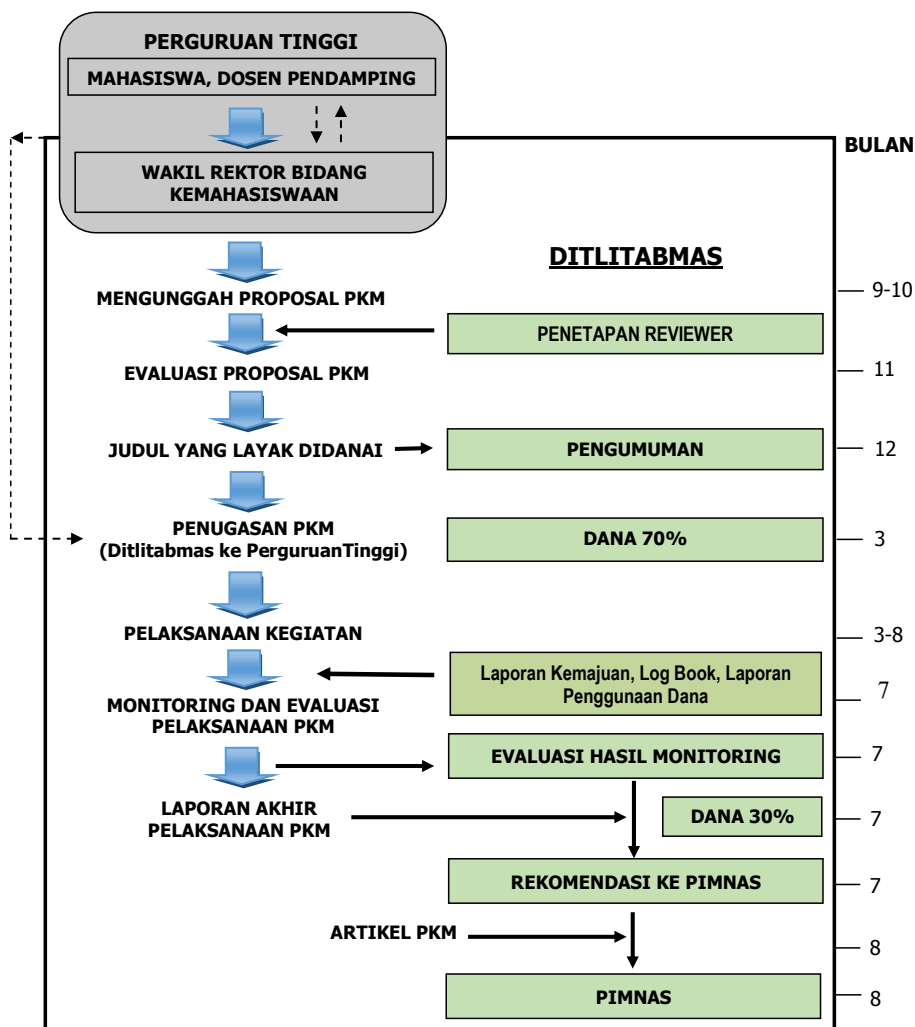 PERGURUAN TINGGI
MAHASISWA, DOSEN PENDAMPING
BULAN
WAKIL REKTOR BIDANG
KEMAHASISWAAN
DITLITABMAS
MENGUNGGAH PROPOSAL PKM
9-10
PENETAPAN REVIEWER
EVALUASI PROPOSAL PKM
11
JUDUL YANG LAYAK DIDANAI
PENGUMUMAN
12
PENUGASAN PKM
(Ditlitabmas ke PerguruanTinggi)
DANA 70%
3
PELAKSANAAN KEGIATAN
3-8
Laporan Kemajuan, Log Book, Laporan
Penggunaan Dana
7
MONITORING DAN EVALUASI
PELAKSANAAN PKM
EVALUASI HASIL MONITORING
7
LAPORAN AKHIR
PELAKSANAAN PKM
DANA 30%
7
REKOMENDASI KE PIMNAS
7
ARTIKEL PKM
8
PIMNAS
8